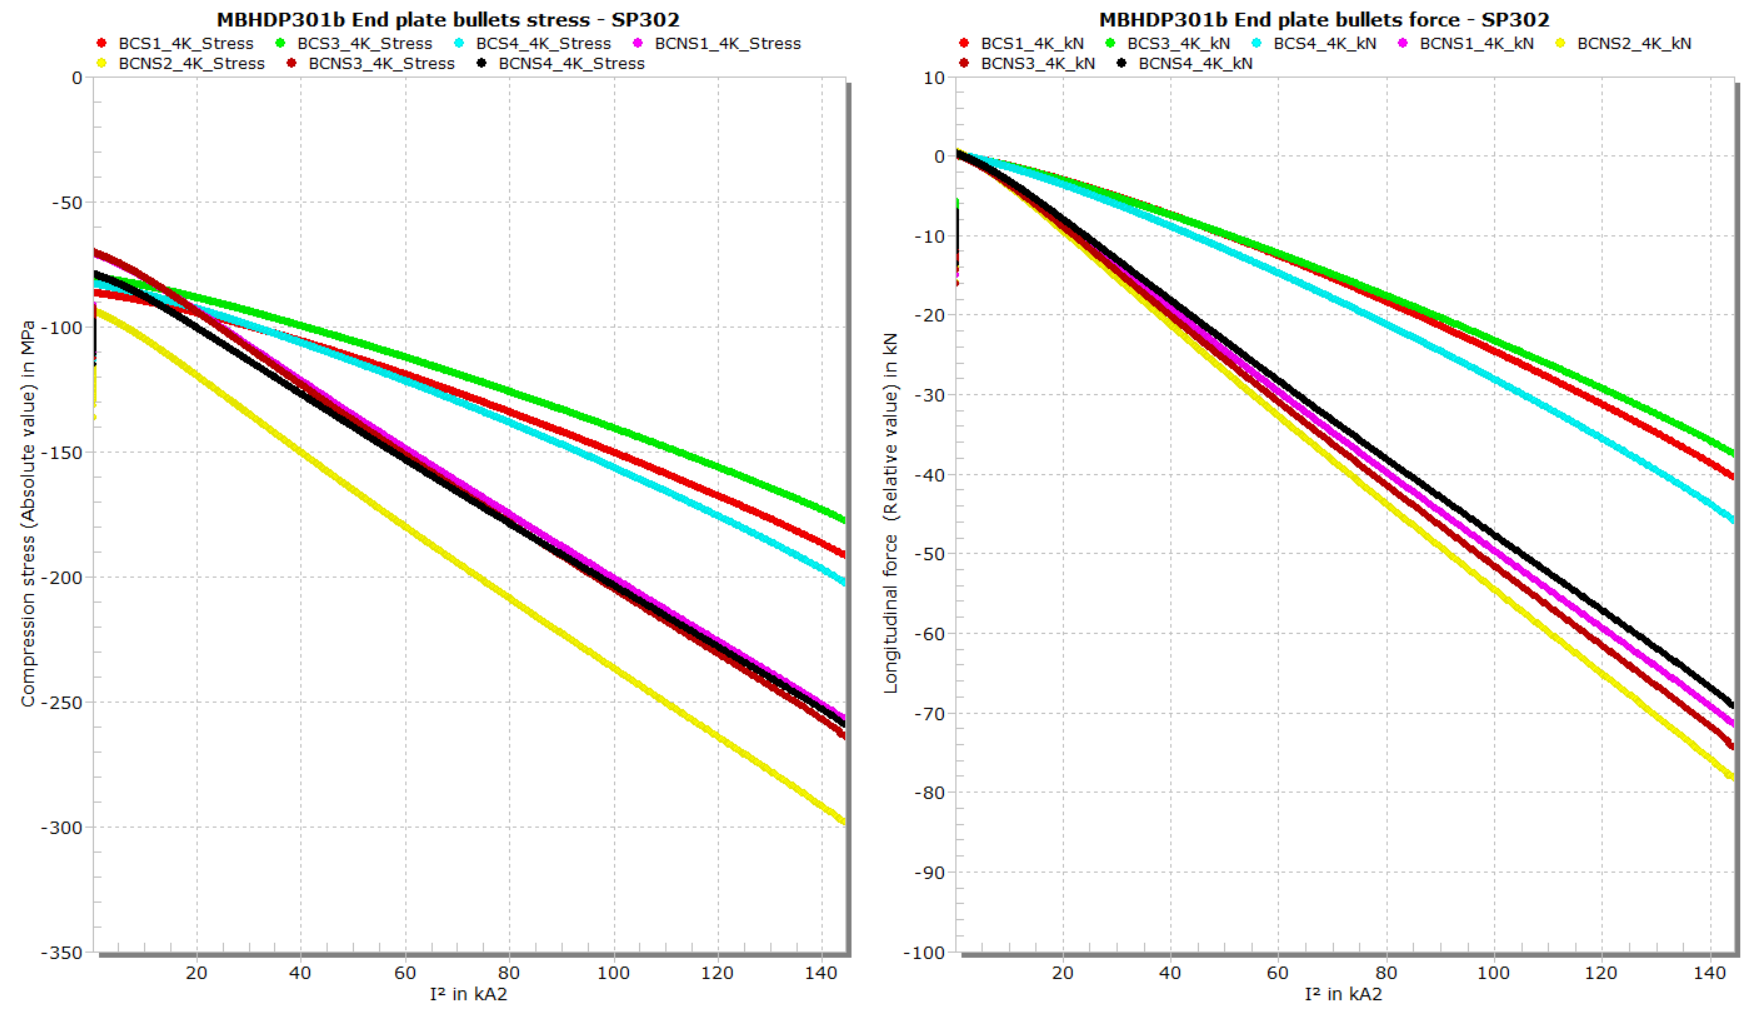 MBHDP301b End plate bullets stress - SP302
BCS1_4K_Stress BCS3_4K_Stress BCS4_4K_Stress BCNS1_4K_Stress
BCNS2_4K_Stress BCNS3_4K_Stress BCNS4_4K_Stress
Compression stress (Absolute value) in MPa
0
-50
-100
-150
-200
-250
-300
-350
20 40 60 80 100 120 140
I² in kA2
MBHDP301b End plate bullets force - SP302
BCS1_4K_kN BCS3_4K_kN BCS4_4K_kN BCNS1_4K_kN BCNS2_4K_kN
BCNS3_4K_kN BCNS4_4K_kN
Longitudinal force (Relative value) in kN
10
0
-10
-20
-30
-40
-50
-60
-70
-80
-90
-100
20 40 60 80 100 120 140
I² in kA2